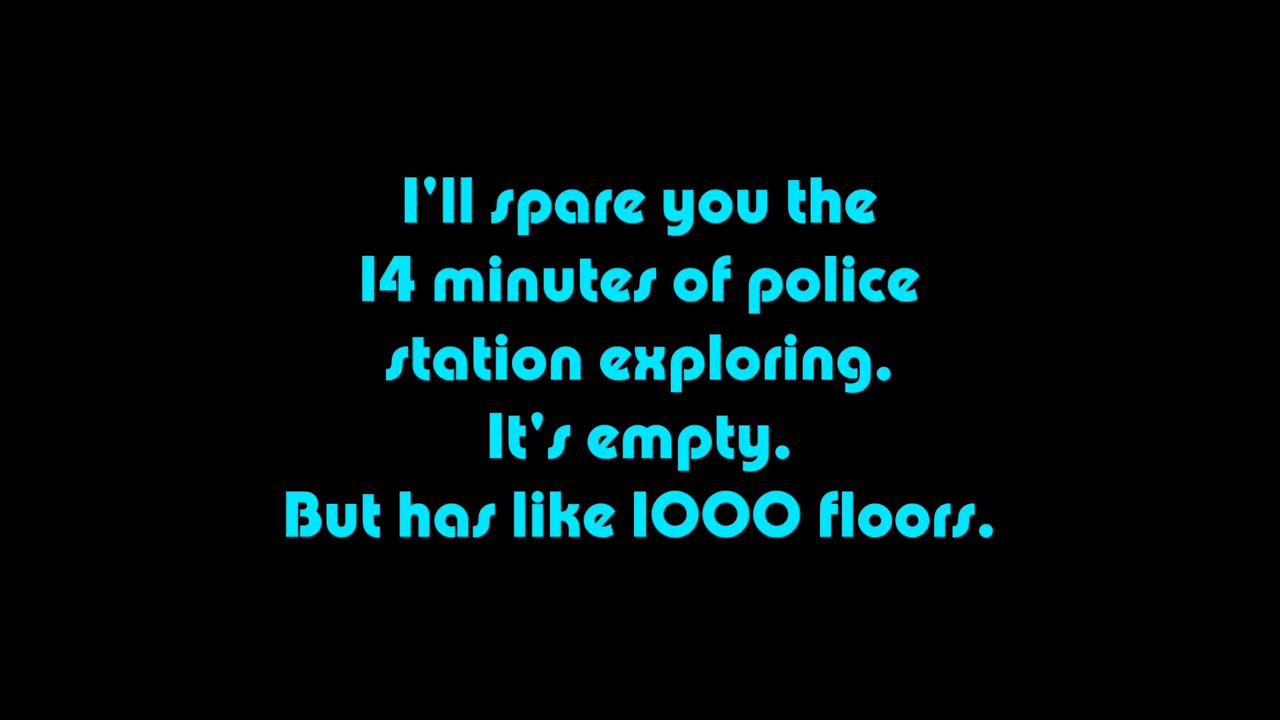 I'll spare you the
14 minutes of police
station exploring.
It's empty.
But has like 1000 floors.